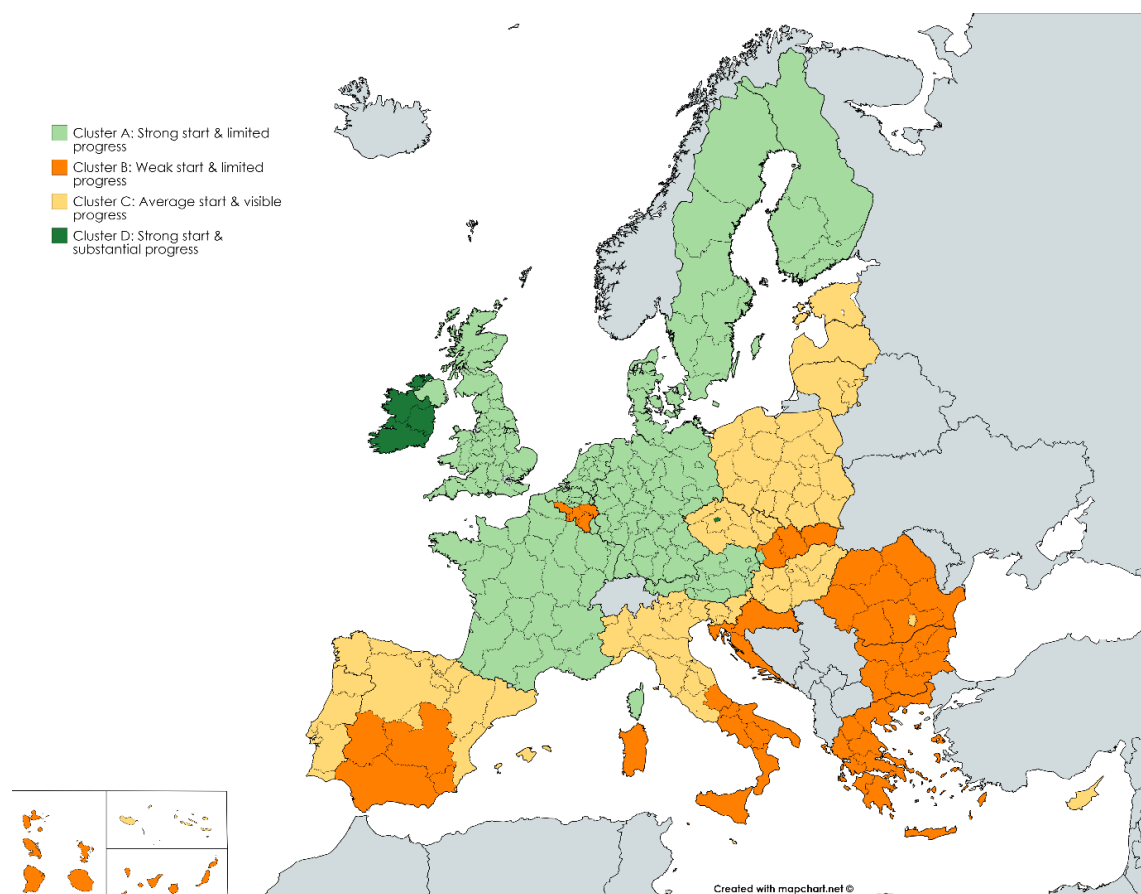 Cluster A: Strong start & limited
progress
Cluster B: Weak start & limited
progress
Cluster C: Average start & visible
progress
Cluster D: Strong start &
substantial progress
Created with mapchart.net ©